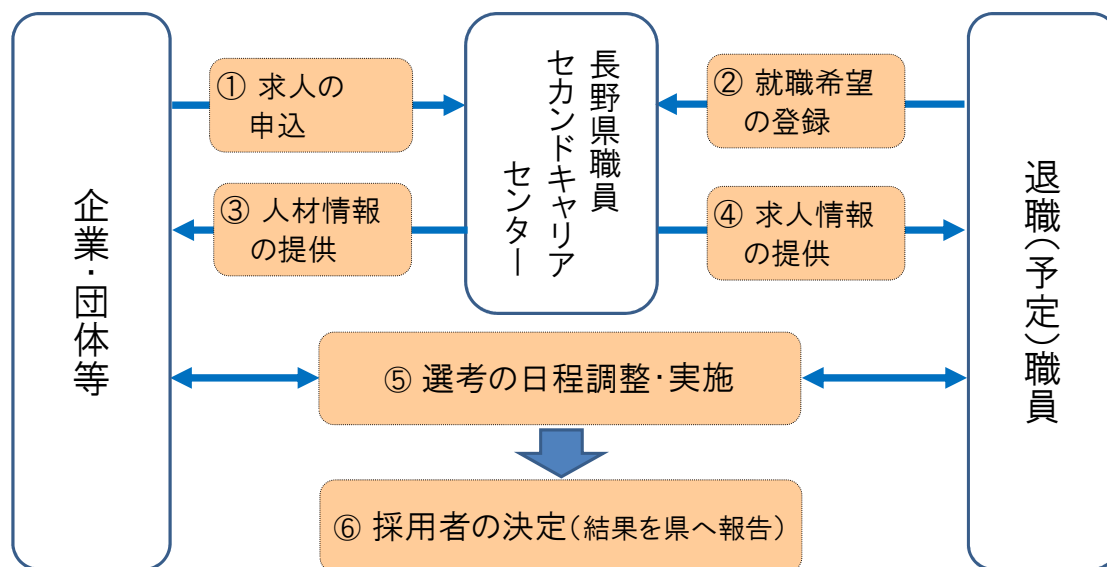 企業・団体等
① 求人の
申込
③ 人材情報
の提供
長野県職員
セカンドキャリア
センター
② 就職希望
の登録
④ 求人情報
の提供
退職(予定)職員
⑤ 選考の日程調整・実施
⑥ 採用者の決定(結果を県へ報告)